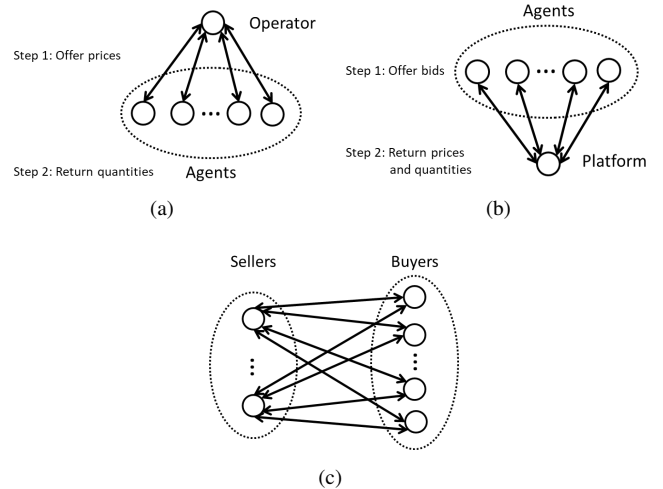 Operator
Step 1: Offer prices
Step 2: Return quantities
Agents
(a)
Agents
Step 1: Offer bids
Step 2: Return prices
and quantities
Platform
(b)
Sellers
Buyers
(c)